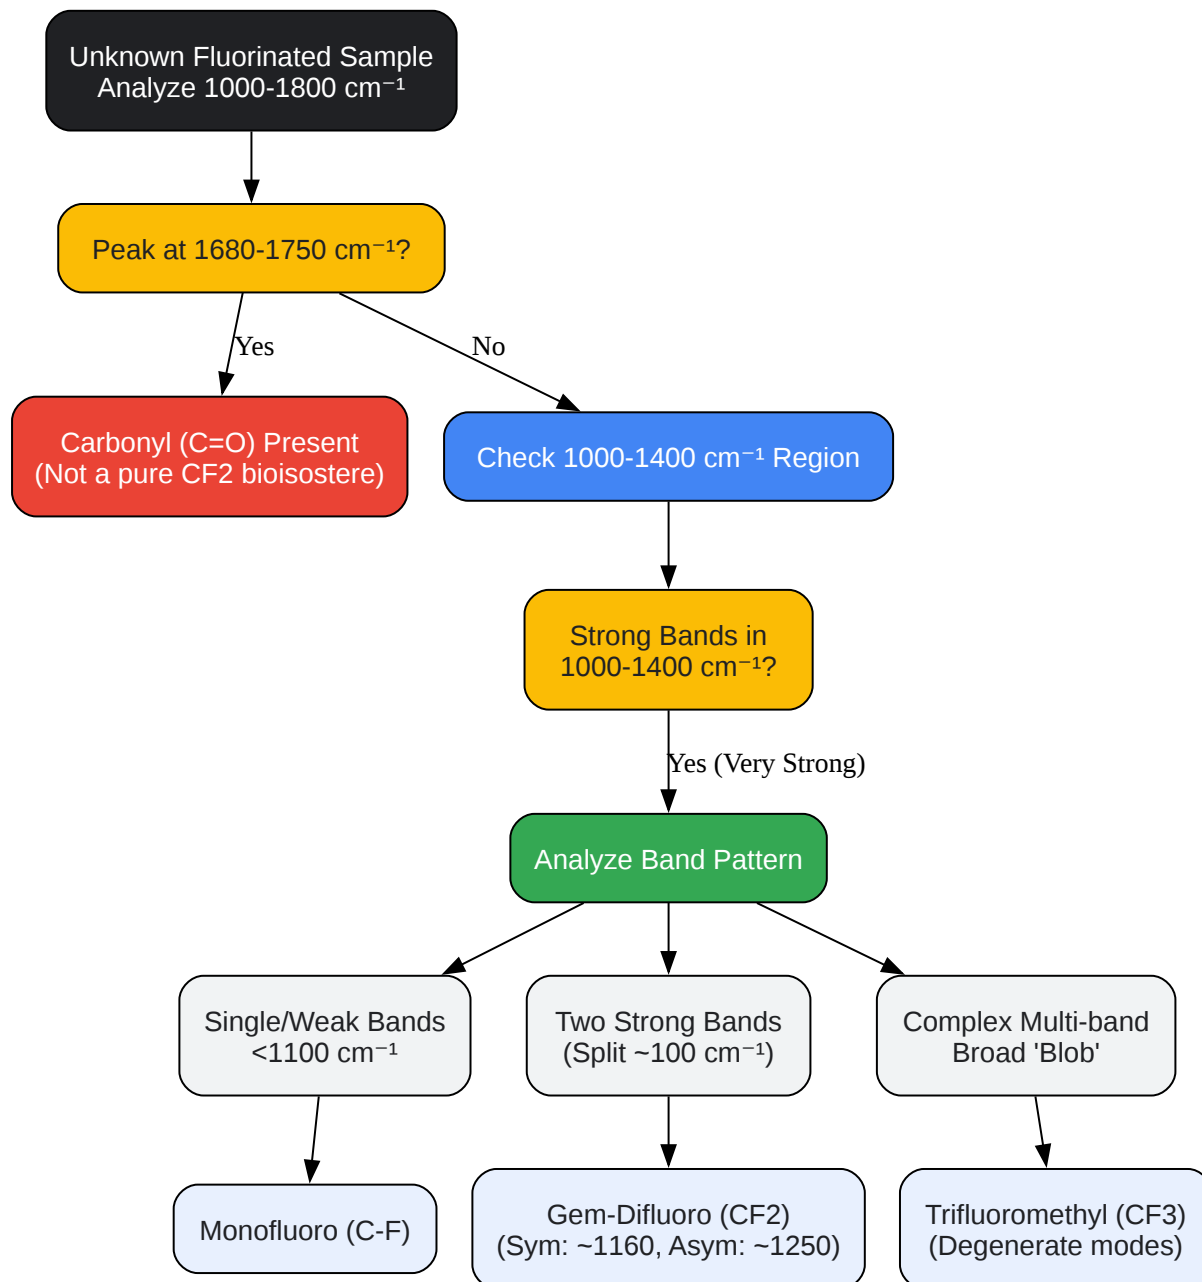 Unknown Fluorinated Sample
Analyze 1000-1800 cm⁻¹
Peak at 1680-1750 cm⁻¹?
Yes
No
Carbonyl (C=O) Present
(Not a pure CF2 bioisostere)
Check 1000-1400 cm⁻¹ Region
Strong Bands in
1000-1400 cm⁻¹?
Yes (Very Strong)
Analyze Band Pattern
Single/Weak Bands
<1100 cm⁻¹
Two Strong Bands
(Split ~100 cm⁻¹)
Complex Multi-band
Broad 'Blob'
Monofluoro (C-F)
Gem-Difluoro (CF2)
(Sym: ~1160, Asym: ~1250)
Trifluoromethyl (CF3)
(Degenerate modes)